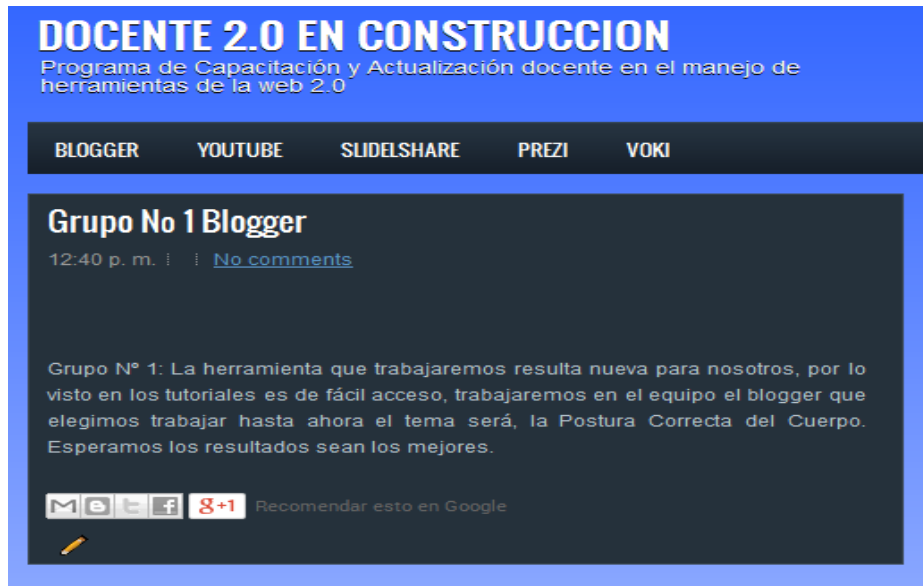 DOCENTE 2.0 EN CONSTRUCCION
Programa de Capacitación y Actualización docente en el manejo de
herramientas de la web 2.0
BLOGGER YOUTUBE SLIDELSHARE PREZI VOKI
Grupo No 1 Blogger
12:40 p. m. No comments
Grupo Nº 1: La herramienta que trabajaremos resulta nueva para nosotros, por lo
visto en los tutoriales es de fácil acceso, trabajaremos en el equipo el blogger que
elegimos trabajar hasta ahora el tema será, la Postura Correcta del Cuerpo.
Esperamos los resultados sean los mejores.
g+1 Recomendar esto en Google